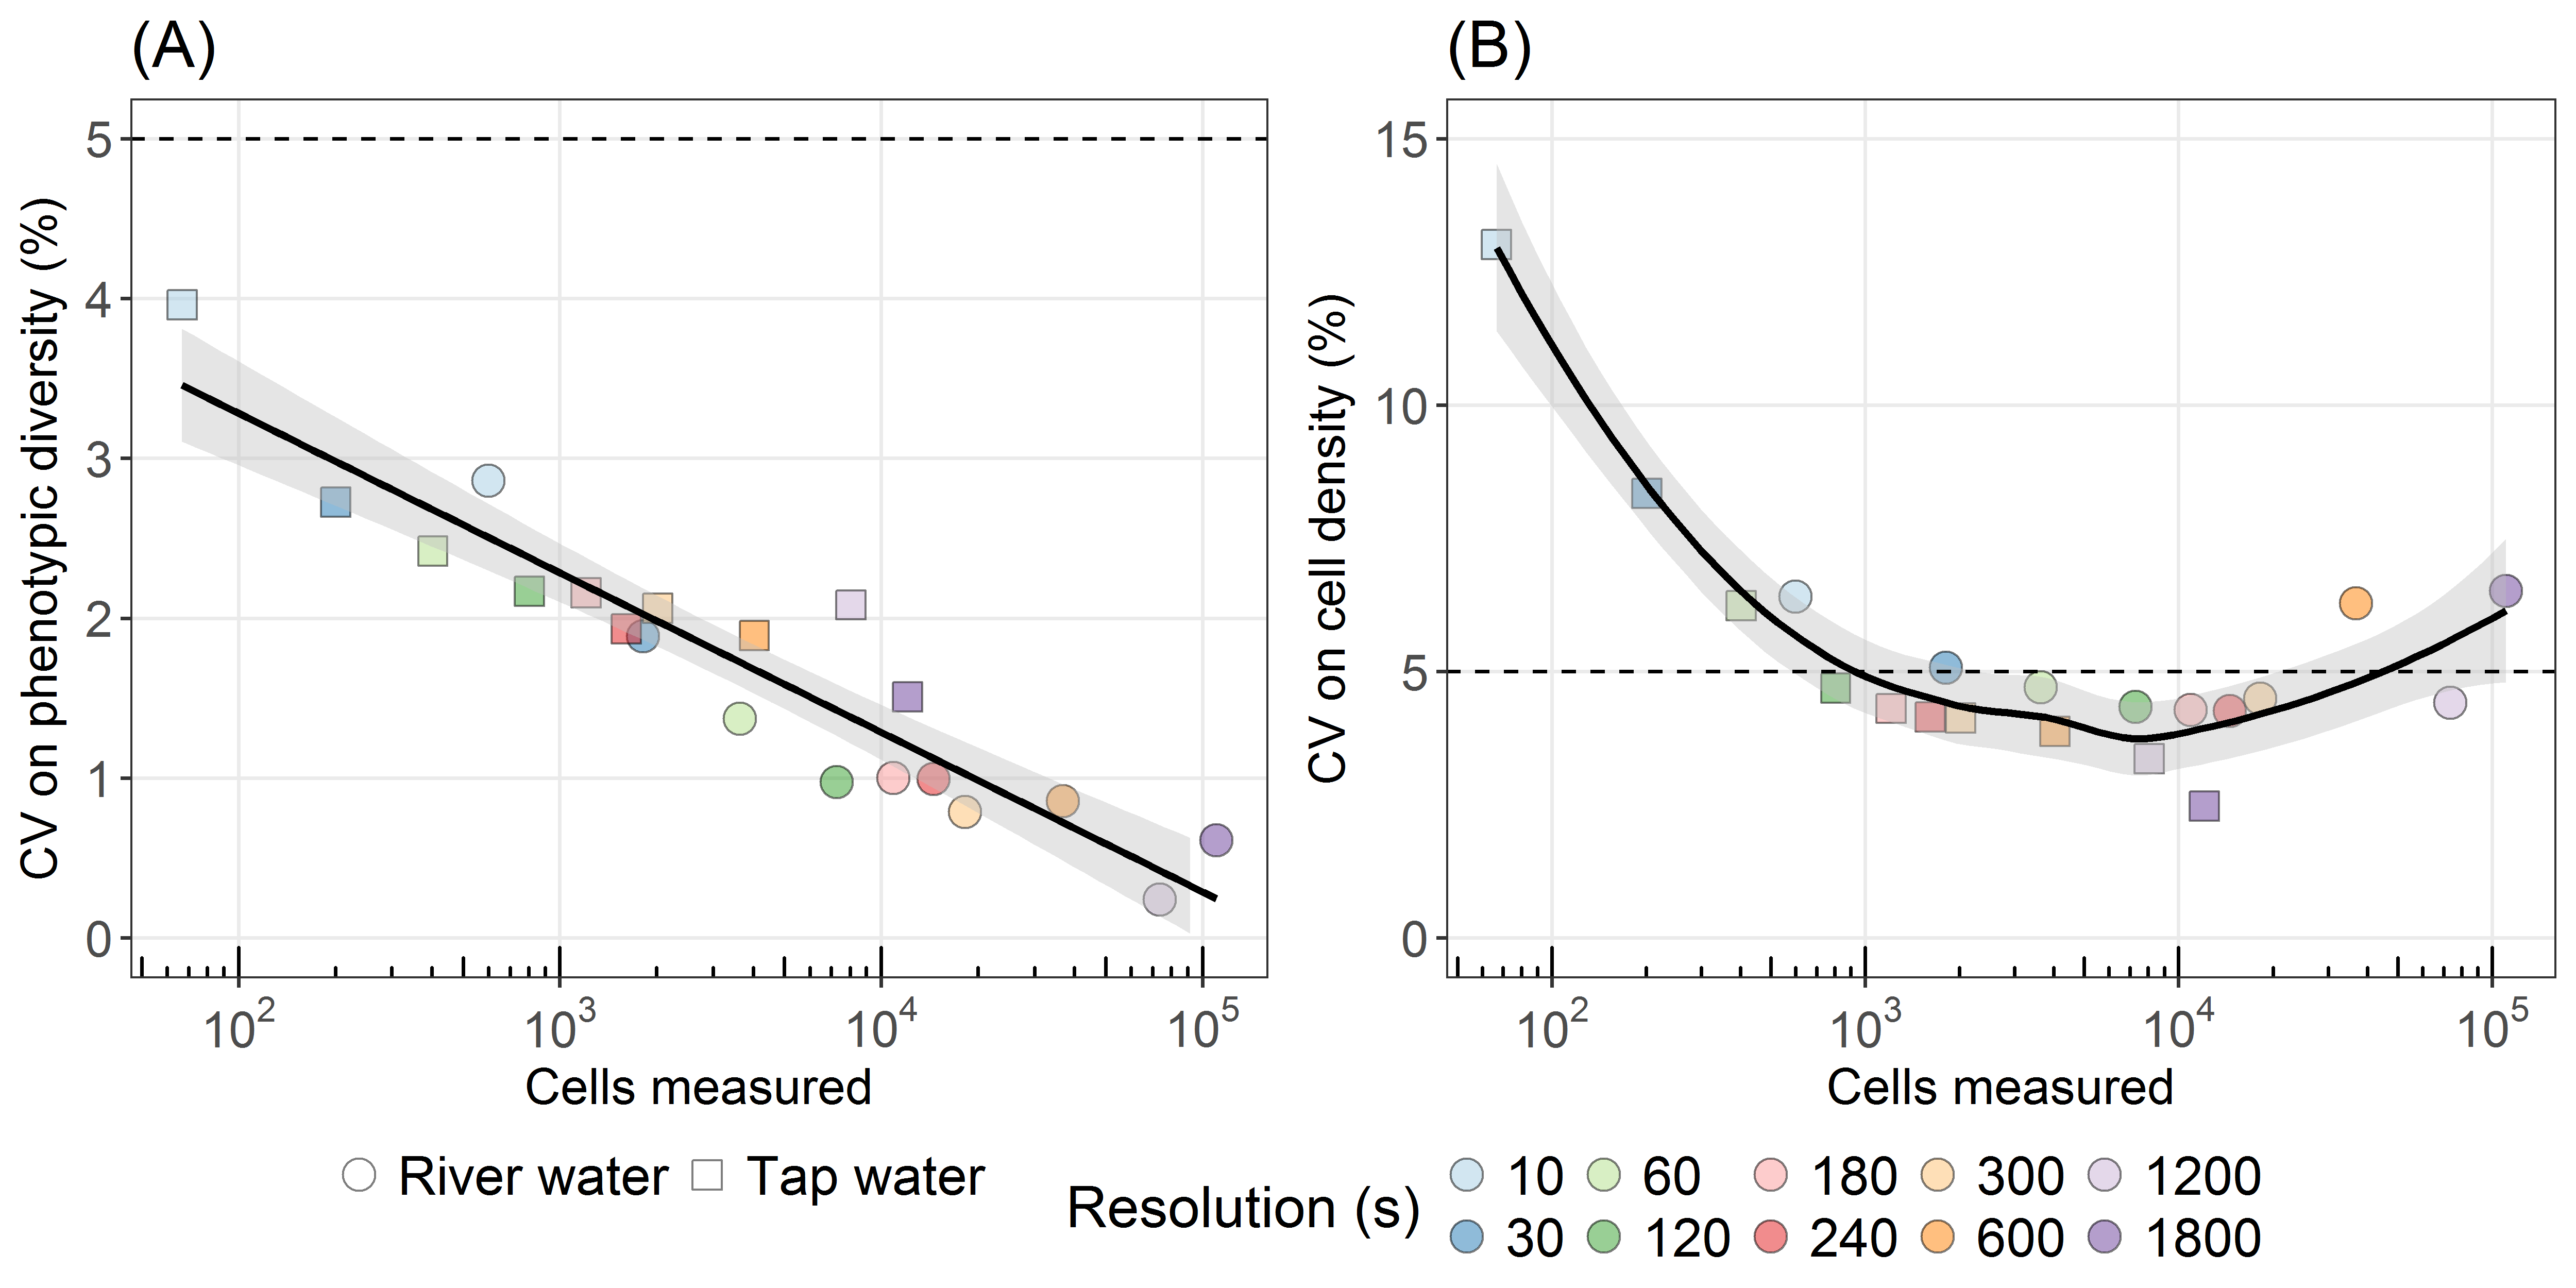 (A) (B)
CV on phenotypic diversity (%)
5
4
3
2
1
0
10² 10³ 10⁴ 10⁵
Cells measured
CV on cell density (%)
15
10
5
0
10² 10³ 10⁴ 10⁵
Cells measured
River water Tap water
Resolution (s)
10 60 180 300 1200
30 120 240 600 1800